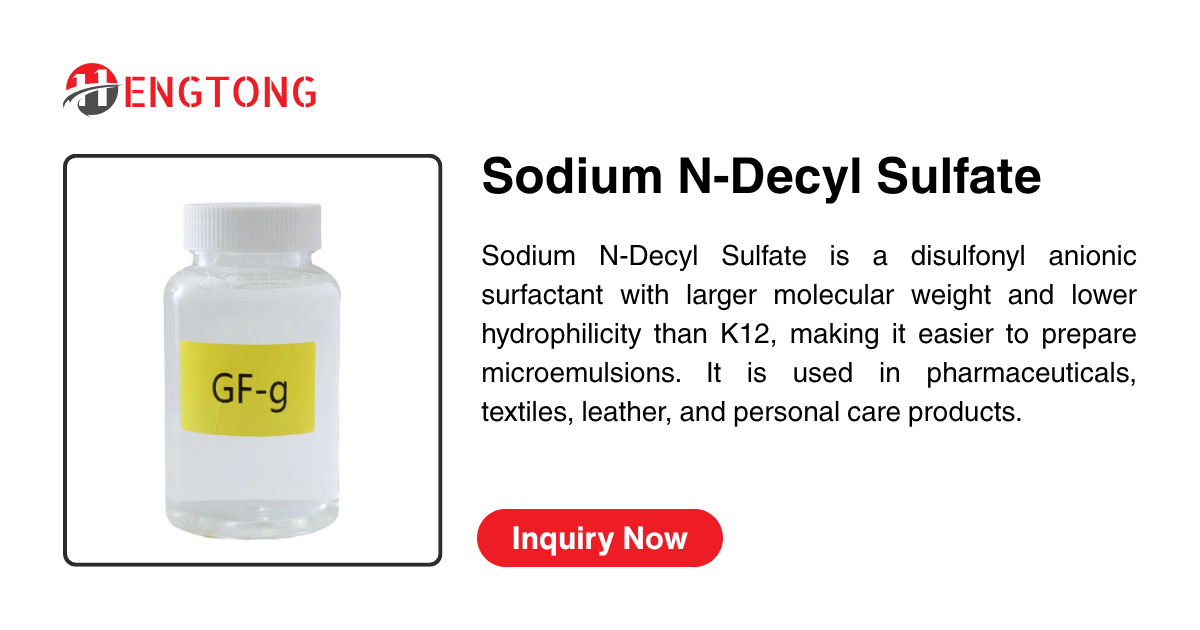 HENGTONG
Sodium N-Decyl Sulfate
Sodium N-Decyl Sulfate is a disulfonyl anionic
surfactant with larger molecular weight and lower
hydrophilicity than K12, making it easier to prepare
microemulsions. It is used in pharmaceuticals,
textiles, leather, and personal care products.
GF-g
Inquiry Now